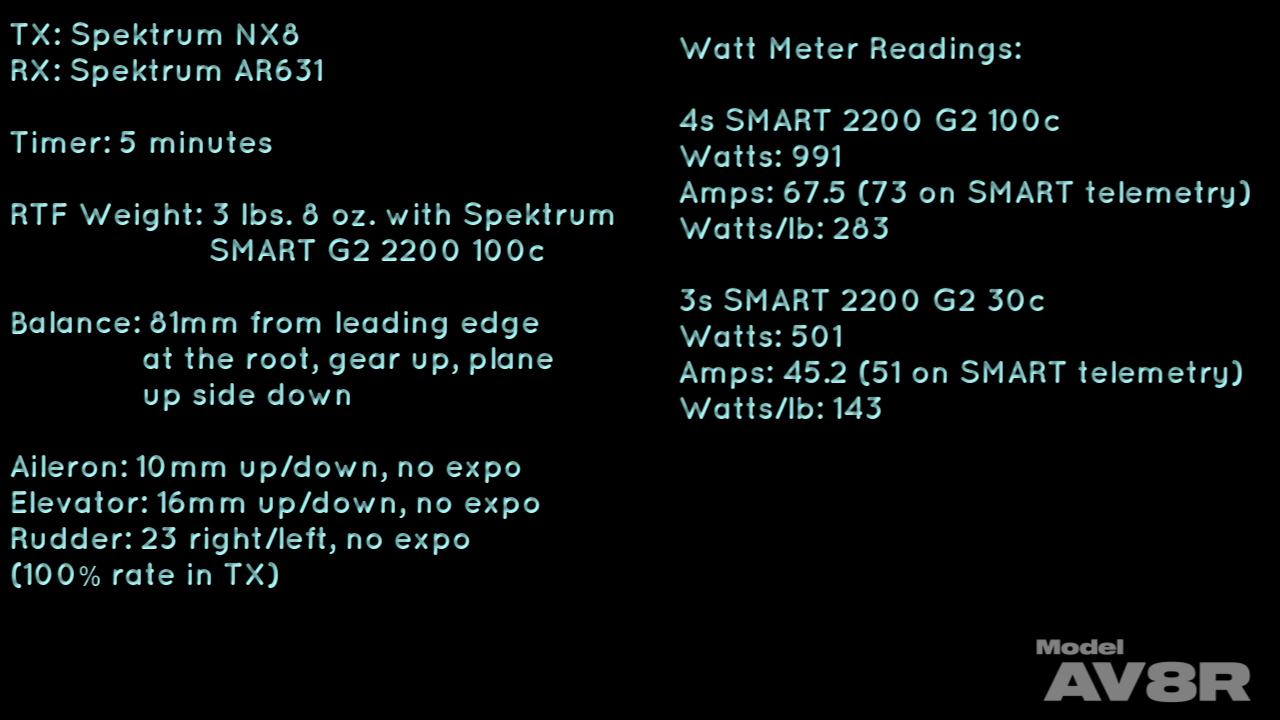 TX: Spektrum NX8
RX: Spektrum AR631
Timer: 5 minutes
RTF Weight: 3 lbs. 8 oz. with Spektrum
SMART G2 2200 100c
Balance: 81mm from leading edge
at the root, gear up, plane
up side down
Aileron: 10mm up/down, no expo
Elevator: 16mm up/down, no expo
Rudder: 23 right/left, no expo
(100% rate in TX)
Watt Meter Readings:
4s SMART 2200 G2 100c
Watts: 991
Amps: 67.5 (73 on SMART telemetry)
Watts/lb: 283
3s SMART 2200 G2 30c
Watts: 501
Amps: 45.2 (51 on SMART telemetry)
Watts/lb: 143
Model
AV8R